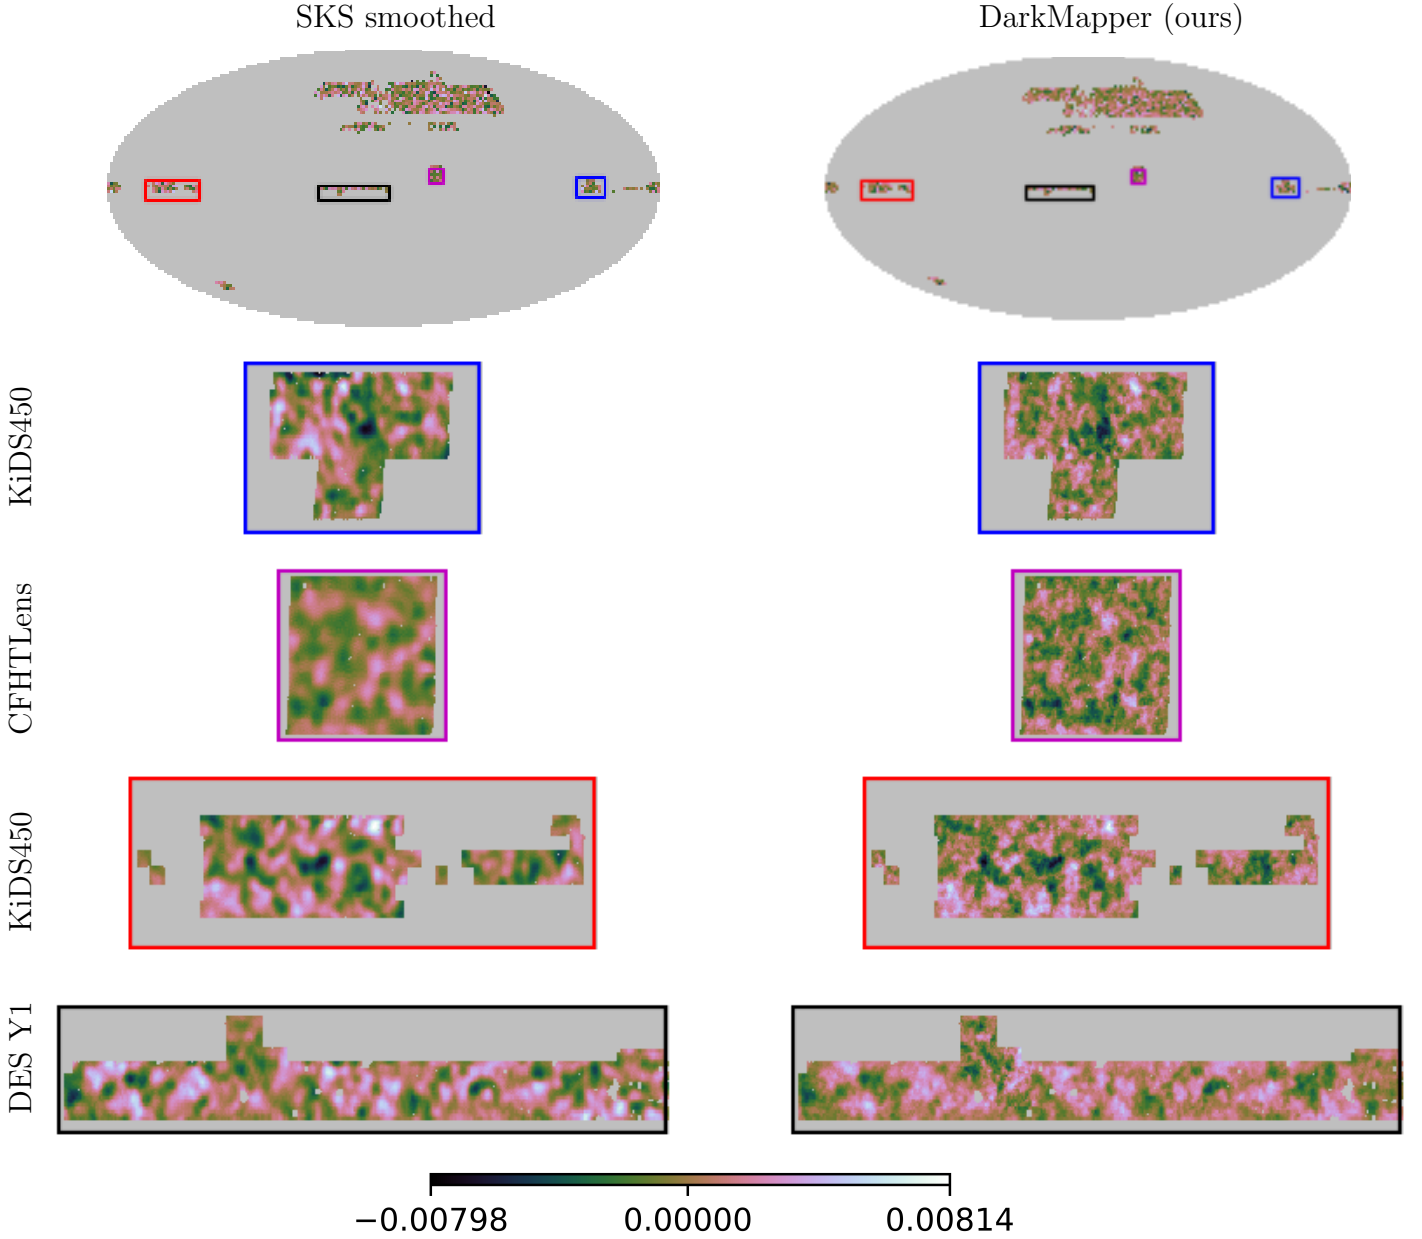 SKS smoothed
DarkMapper (ours)
KiDS450
CFHTLens
KiDS450
DES Y1
−0.00798
0.00000
0.00814